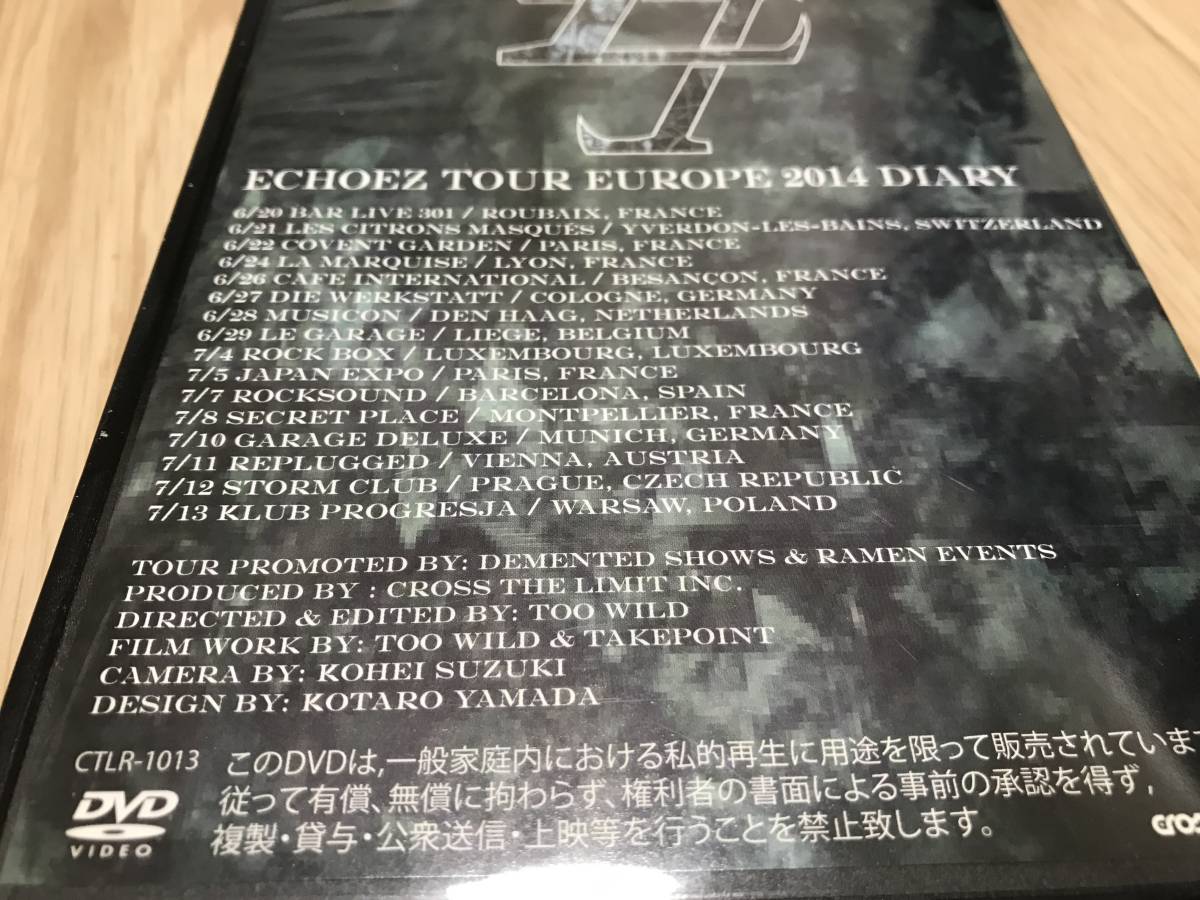 ECHOEZ TOUR EUROPE 2014 DIARY
6/20 BAR LIVE 301 / ROUBAIX, FRANCE
6/21 LES CITRONS MASQUÉS / YVERDON-LES-BAINS, SWITZERLAND
6/22 COVENT GARDEN / PARIS, FRANCE
6/24 LA MARQUISE / LYON, FRANCE
6/26 CAFE INTERNATIONAL / BESANÇON, FRANCE
6/27 DIE WERKSTATT / COLOGNE, GERMANY
6/28 MUSICON / DEN HAAG, NETHERLANDS
6/29 LE GARAGE / LIEGE, BELGIUM
7/4 ROCK BOX / LUXEMBOURG, LUXEMBOURG
7/5 JAPAN EXPO / PARIS, FRANCE
7/7 ROCKSOUND / BARCELONA, SPAIN
7/8 SECRET PLACE / MONTPELLIER, FRANCE
7/10 GARAGE DELUXE / MUNICH, GERMANY
7/11 REPLUGGED / VIENNA, AUSTRIA
7/12 STORM CLUB / PRAGUE, CZECH REPUBLIC
7/13 KLUB PROGRESJA / WARSAW, POLAND
TOUR PROMOTED BY: DEMENTED SHOWS & RAMEN EVENTS
PRODUCED BY : CROSS THE LIMIT INC.
DIRECTED & EDITED BY: TOO WILD
FILM WORK BY: TOO WILD & TAKEPOINT
CAMERA BY: KOHEI SUZUKI
DESIGN BY: KOTARO YAMADA
CTLR-1013
DVD
VIDEO
このDVDは,一般家庭内における私的再生に用途を限って販売されていま
従って有償、無償に拘わらず、権利者の書面による事前の承認を得ず,
複製・貸与・公衆送信・上映等を行うことを禁止致します。